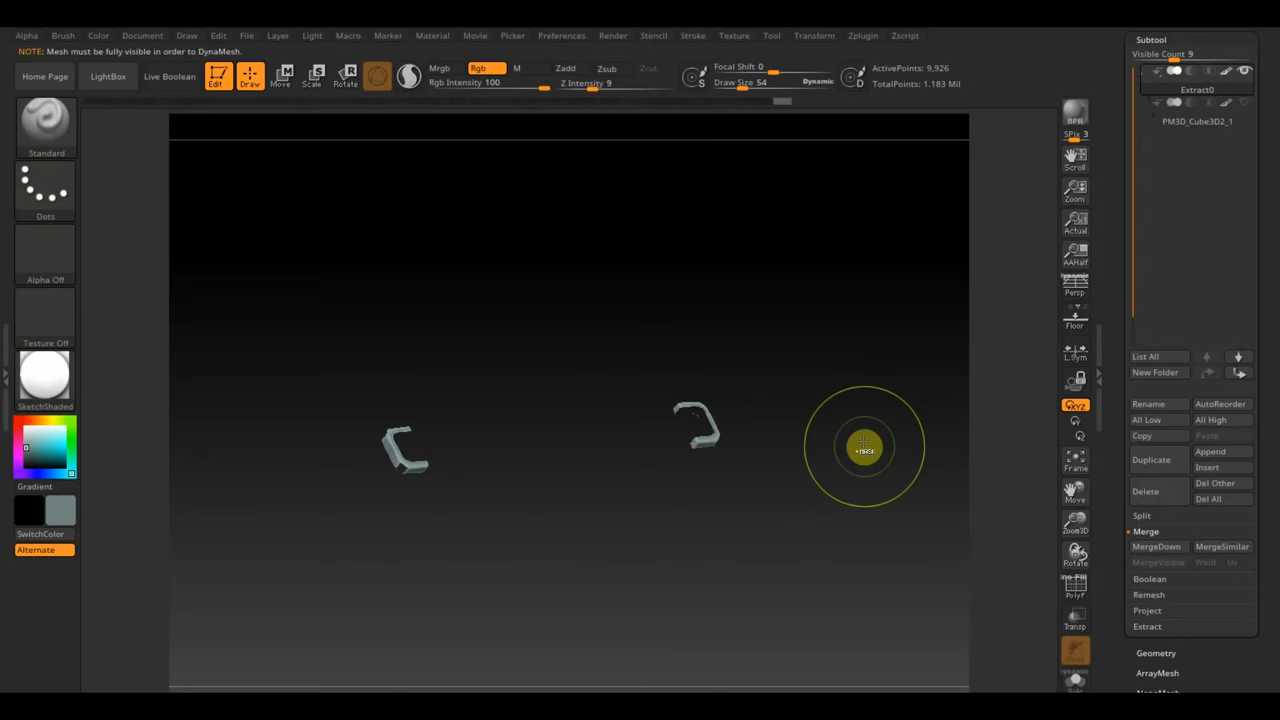 Alpha Brush Color Document Draw Edit File Layer Light Macro Marker Material Movie Picker Preferences Render Stencil Stroke Texture Tool Transform Zplugin Zscript
NOTE: Mesh must be fully visible in order to DynaMesh.
Home Page
LightBox
Live Boolean
Edit
Draw
Move
Scale
Rotate
Mrgb Rgb M
Rgb Intensity 100
Zadd Zsub Zcut
Z Intensity 9
S
Focal Shift 0
Draw Size 54 Dynamic
D
ActivePoints: 9,926
TotalPoints: 1.183 Mil
Standard
Dots
Alpha Off
Texture Off
SketchShaded
Gradient
SwitchColor
Alternate
+MASK
BPR
SPix 3
Scroll
Zoom
Actual
AAHalf
Dynamic
Persp
Floor
L.Sym
XYZ
Y
Z
Frame
Move
Zoom3D
Rotate
PolyF
Transp
Ghost
Dynamic
Solo
Subtool
Visible Count 9
Extract0
PM3D_Cube3D2_1
List All
New Folder
Rename AutoReorder
All Low All High
Copy Paste
Duplicate Append
Insert
Delete Del Other
Del All
Split
Merge
MergeDown MergeSimilar
MergeVisible Weld Uv
Boolean
Remesh
Project
Extract
Geometry
ArrayMesh